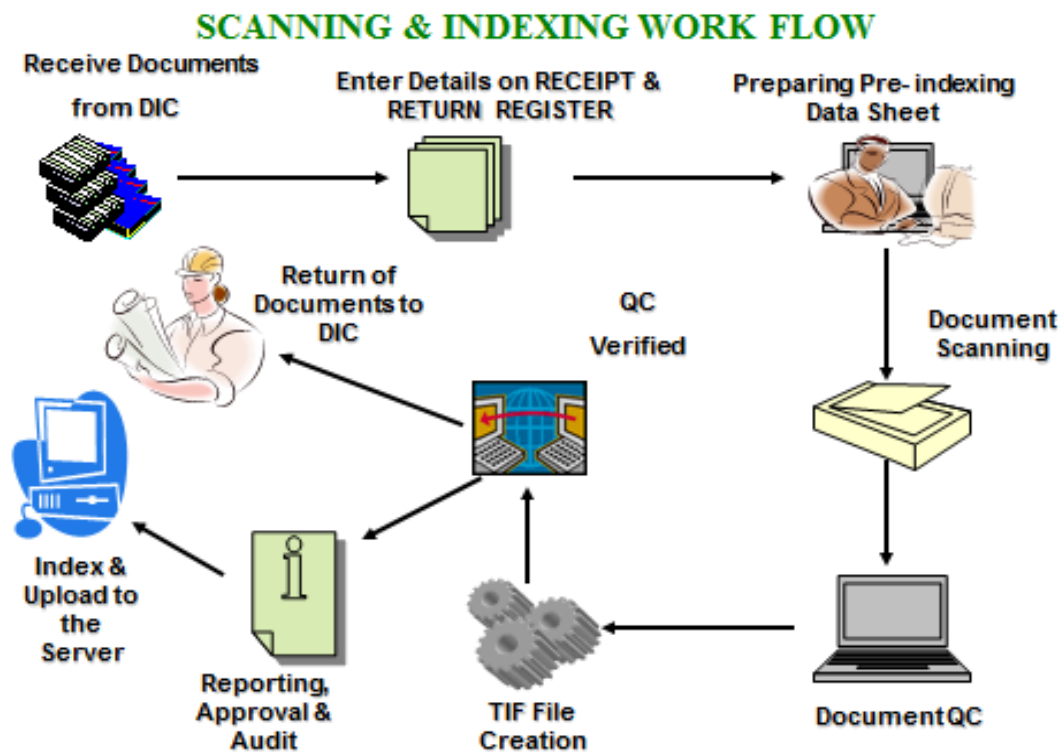 SCANNING & INDEXING WORK FLOW
Receive Documents
from DIC
Enter Details on RECEIPT &
RETURN REGISTER
Preparing Pre- indexing
Data Sheet
Return of
Documents to
DIC
QC
Verified
Document
Scanning
Index &
Upload to
the
Server
Reporting,
Approval &
Audit
TIF File
Creation
Document QC